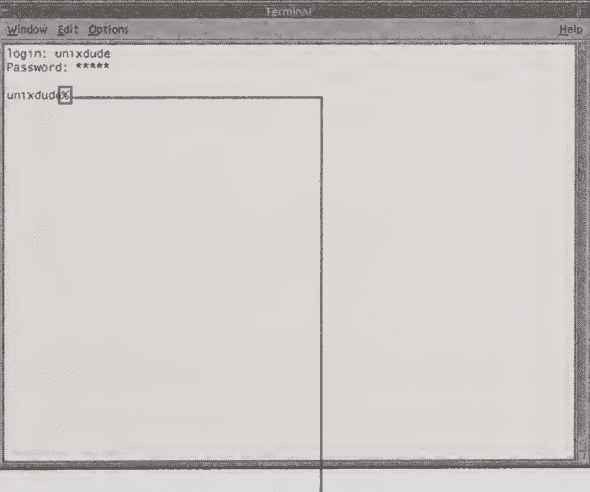 Terminal
Window Edit Options Help
login: unixdude
Password: *****
unixdude%